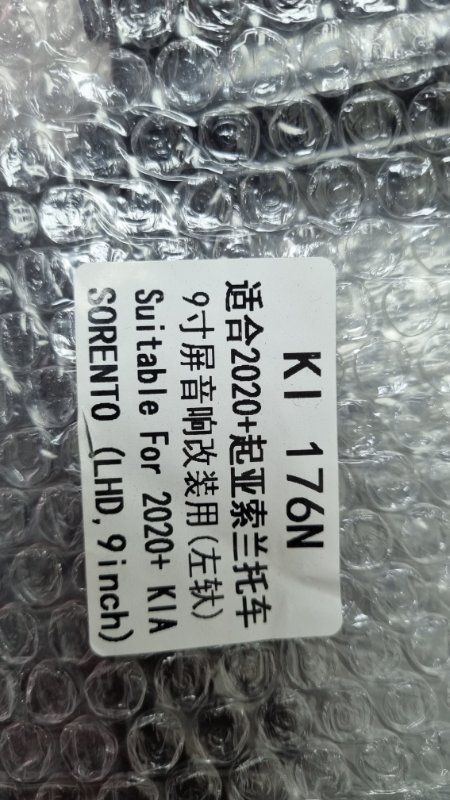 KI 176N
适合2020+起亚索兰托车
9寸屏音响改装用(左钛)
Suitable For 2020+ KIA
SORENTO (LHD,9inch)